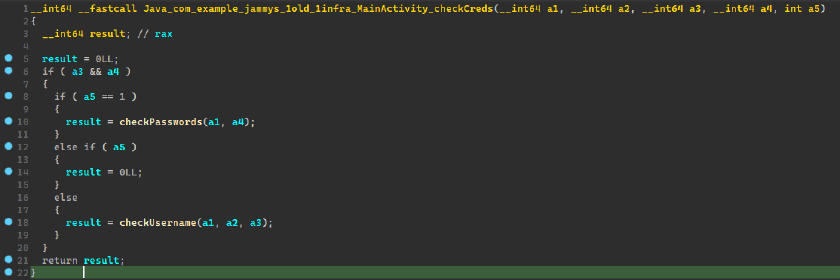 1 __int64 __fastcall Java_com_example_jammys_1old_1infra_MainActivity_checkCreds(__int64 a1, __int64 a2, __int64 a3, __int64 a4, int a5)
2 {
3 __int64 result; // rax
4
5 result = 0LL;
6 if ( a3 && a4 )
7 {
8 if ( a5 == 1 )
9 {
10 result = checkPasswords(a1, a4);
11 }
12 else if ( a5 )
13 {
14 result = 0LL;
15 }
16 else
17 {
18 result = checkUsername(a1, a2, a3);
19 }
20 }
21 return result;
22 }